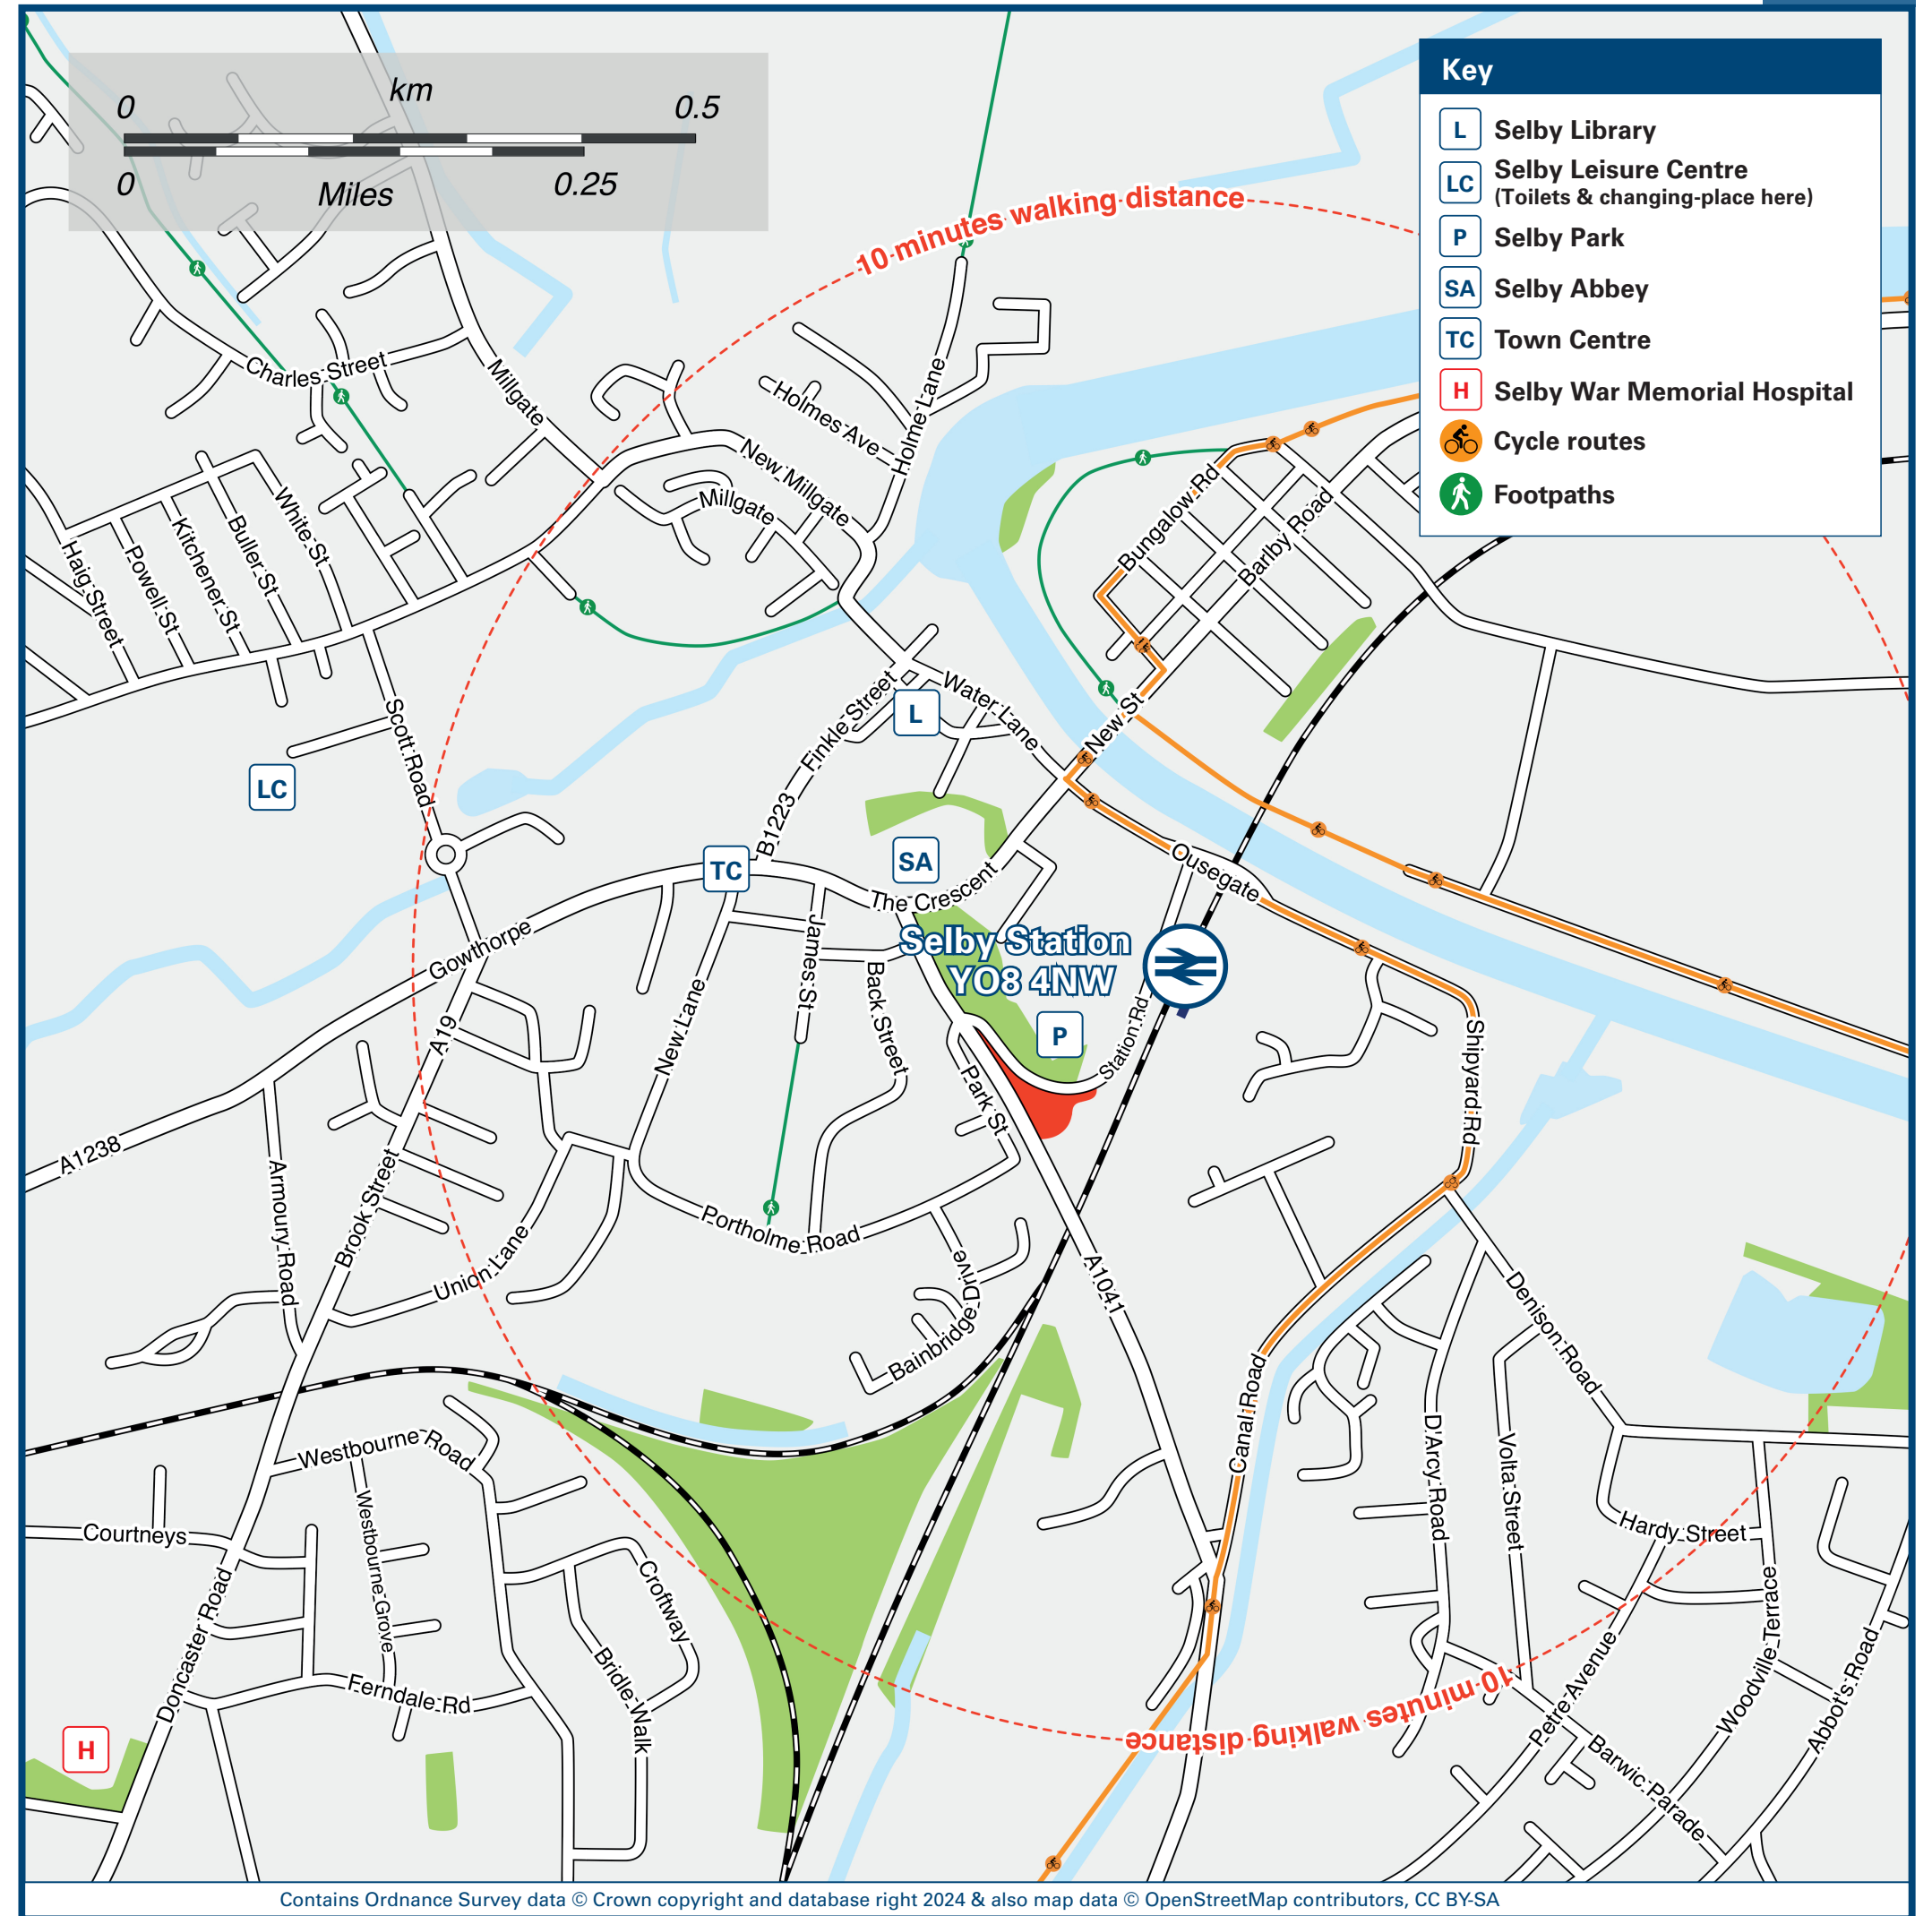 km
0
0.5
0
Miles
0.25
Key
L Selby Library
LC Selby Leisure Centre
(Toilets & changing-place here)
P Selby Park
SA Selby Abbey
TC Town Centre
H Selby War Memorial Hospital
Cycle routes
Footpaths
10 minutes walking distance
Charles Street
Millgate
Holmes Ave
Holme Lane
New Millgate
Millgate
White St
Buller St
Kitchener St
Powell St
Haig Street
Bungalow Rd
Barlby Road
Scott Road
Finkle Street
L
Water Lane
New St
LC
B1223
TC
SA
The Crescent
Ousegate
Gowthorpe
James St
Selby Station
YO8 4NW
Back Street
New Lane
A19
P
Station Rd
Shipyard Rd
Park St
A1238
Armoury Road
Brook Street
Union Lane
Portholme Road
Bainbridge Drive
A1041
Denison Road
Canal Road
D'Arcy Road
Volta Street
Westbourne Road
Westbourne Grove
Courtneys
Hardy Street
Croftway
Doncaster Road
Bridle Walk
Ferndale Rd
Woodville Terrace
Petre Avenue
Abbot's Road
10 minutes walking distance
Barwic Parade
H
Contains Ordnance Survey data © Crown copyright and database right 2024 & also map data © OpenStreetMap contributors, CC BY-SA